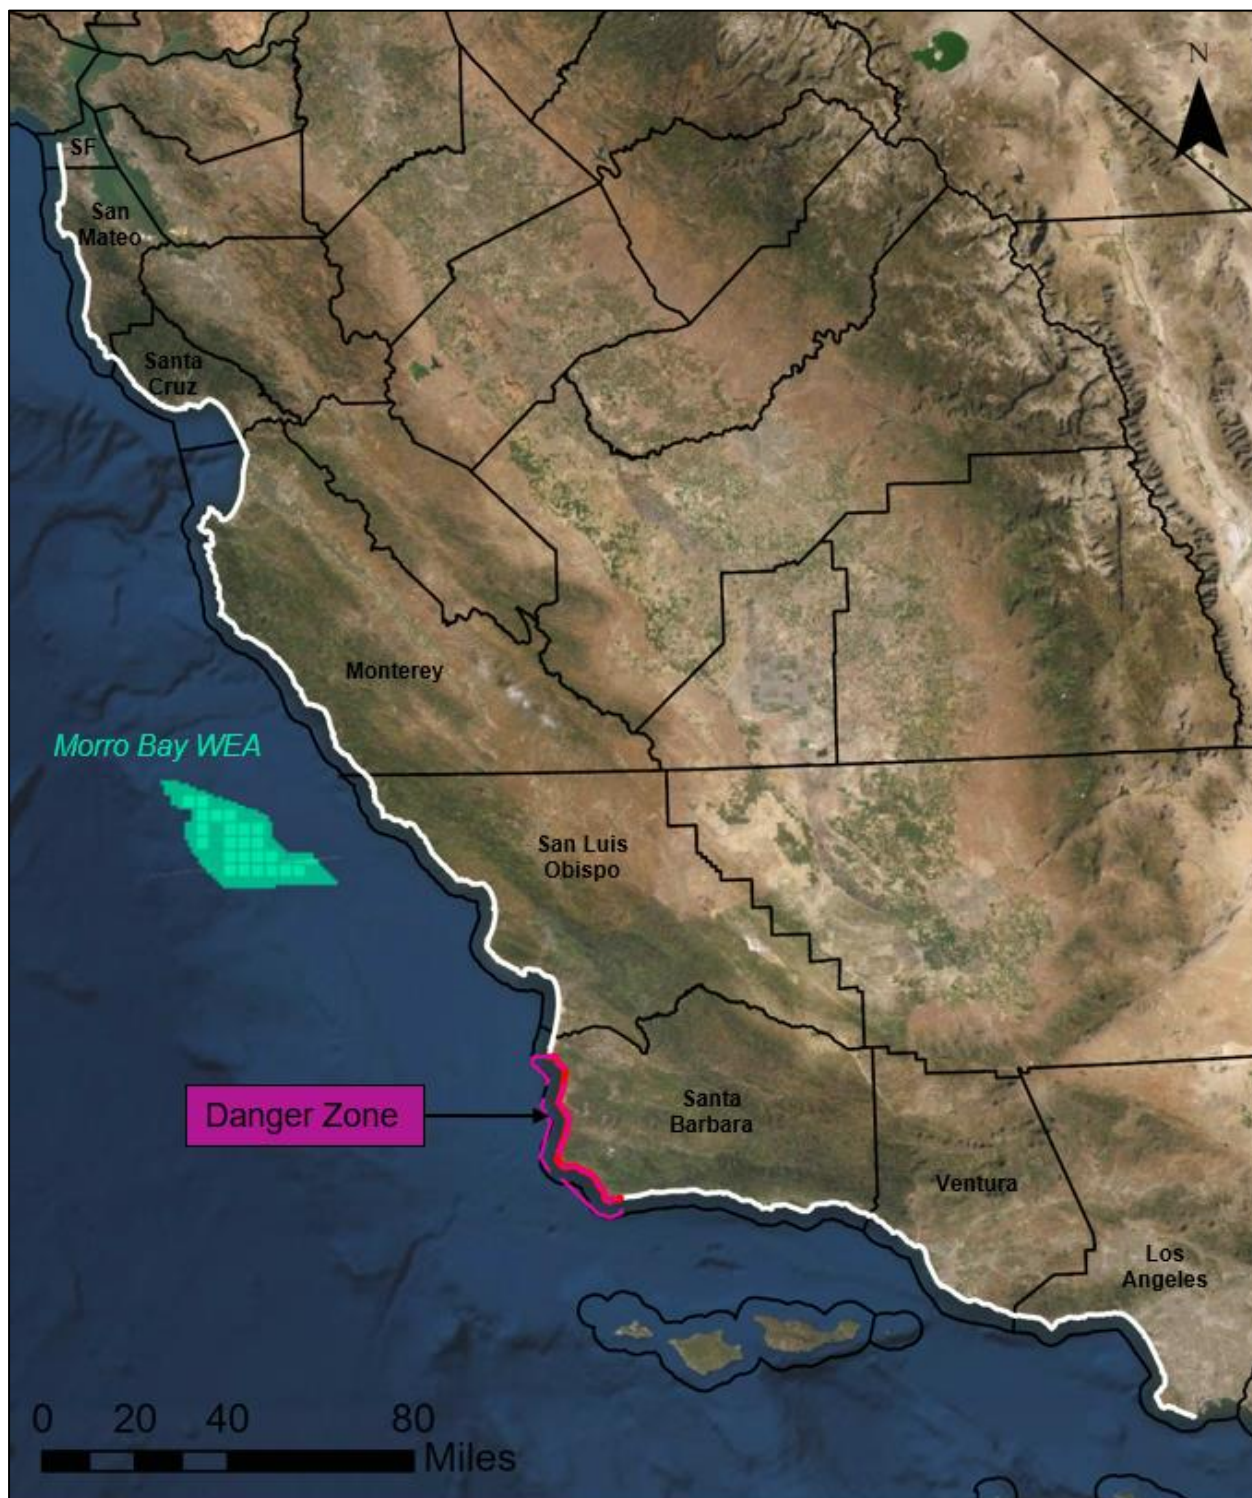 N
SF
San
Mateo
Santa
Cruz
Monterey
Morro Bay WEA
San Luis
Obispo
Danger Zone
Santa
Barbara
Ventura
Los
Angeles
0 20 40 80
Miles